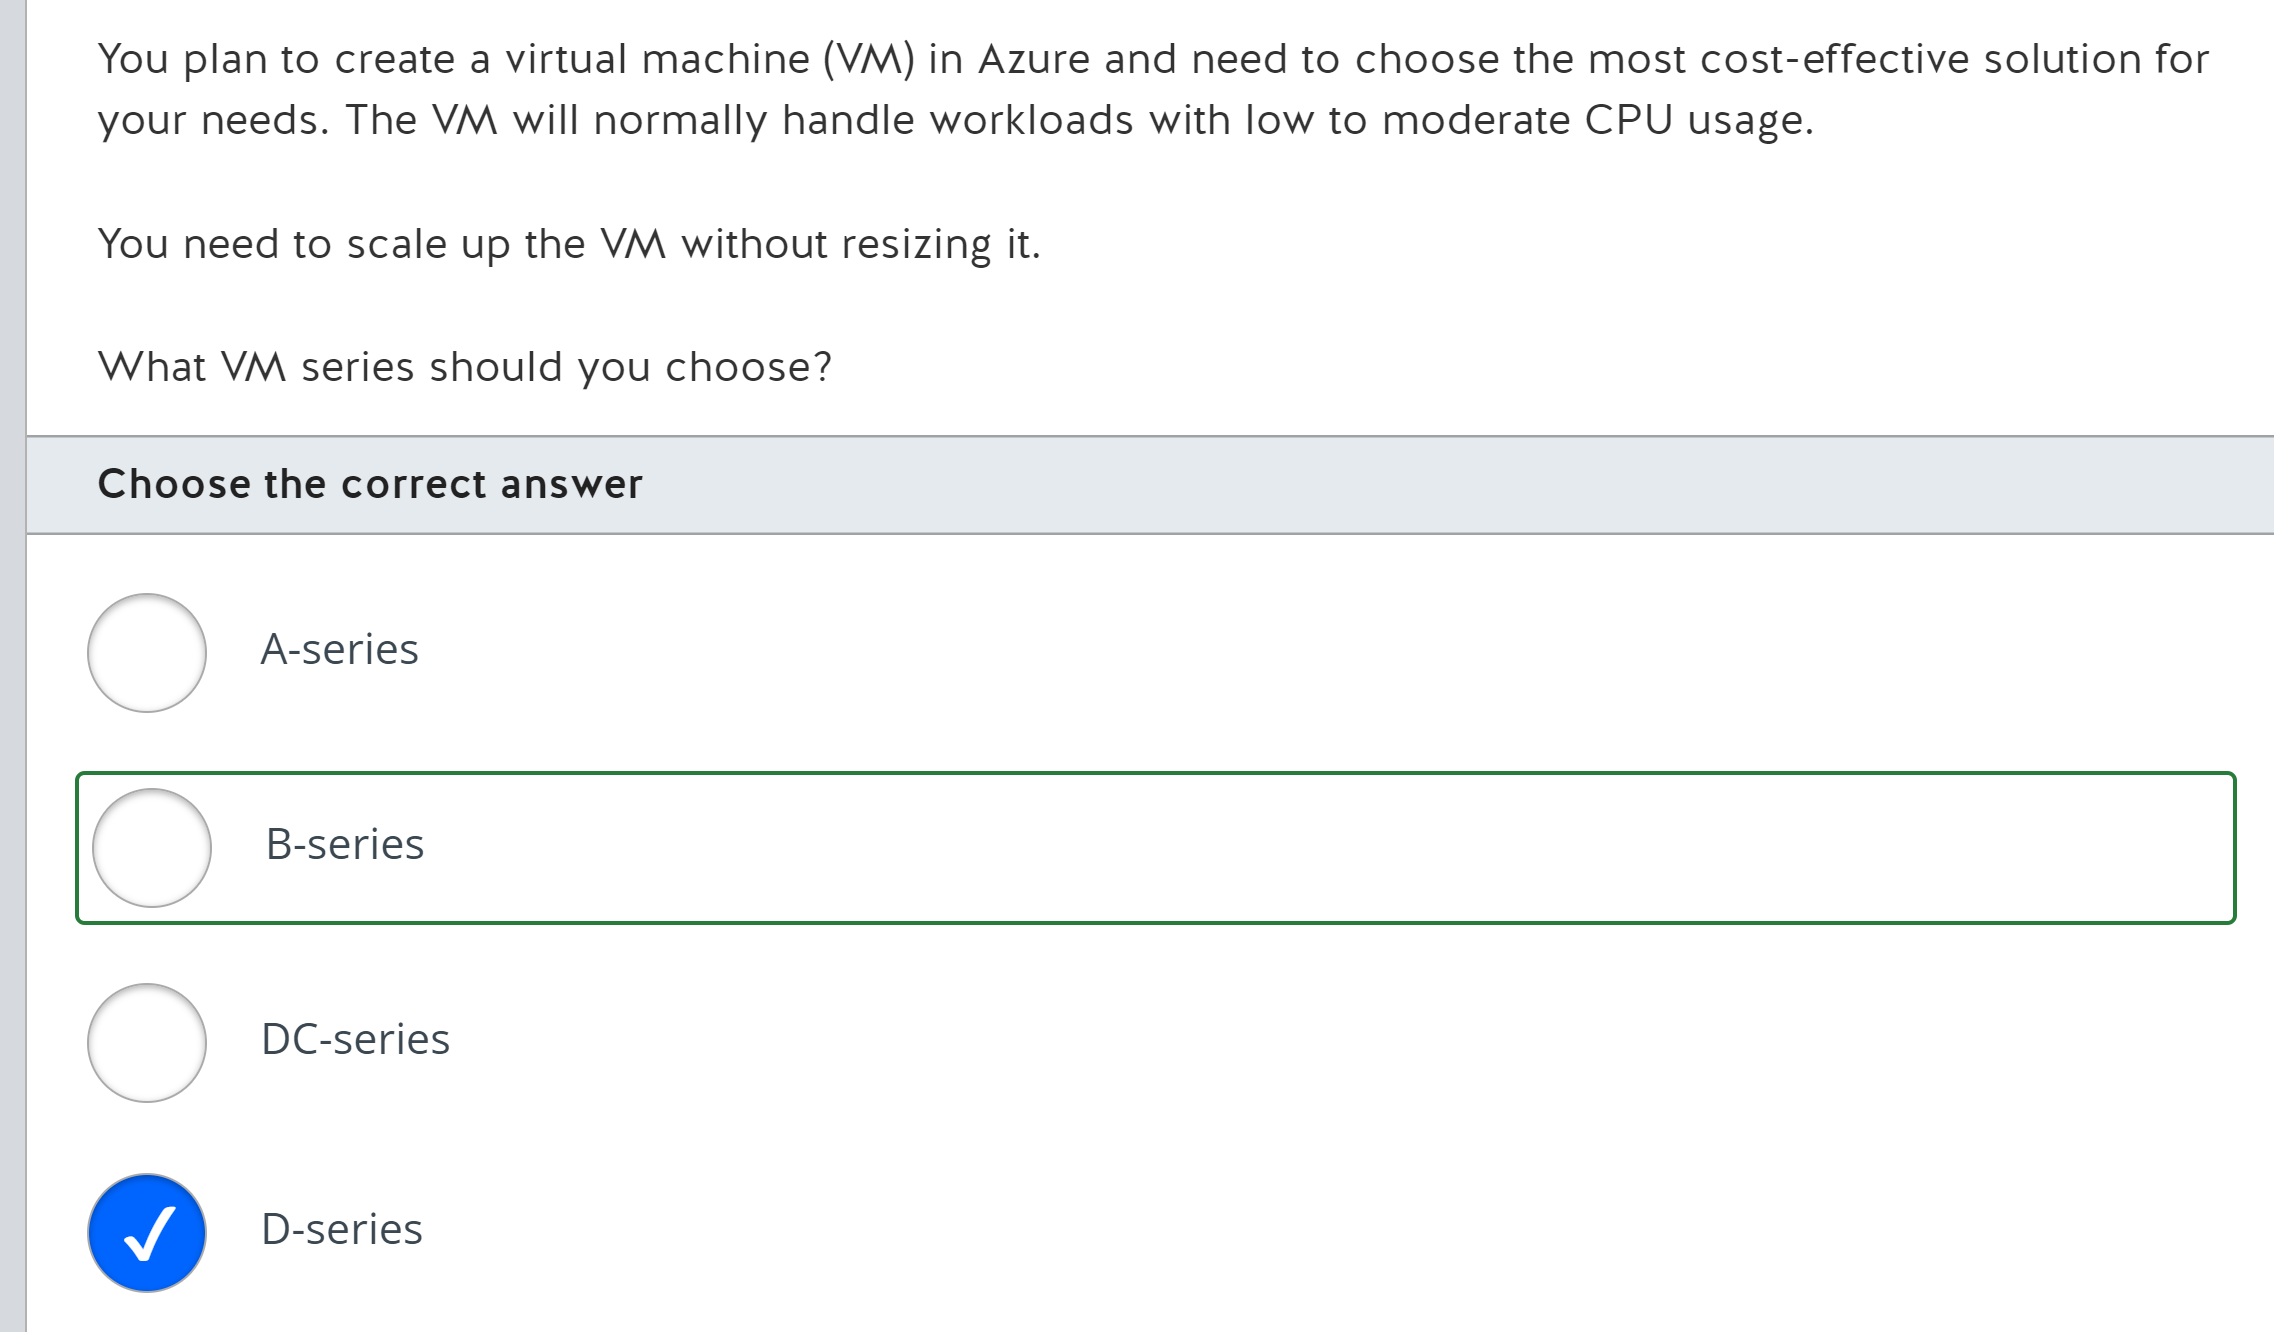 You plan to create a virtual machine (VM) in Azure and need to choose the most cost-effective solution for
your needs. The VM will normally handle workloads with low to moderate CPU usage.
You need to scale up the VM without resizing it.
What VM series should you choose?
Choose the correct answer
A-series
B-series
DC-series
D-series